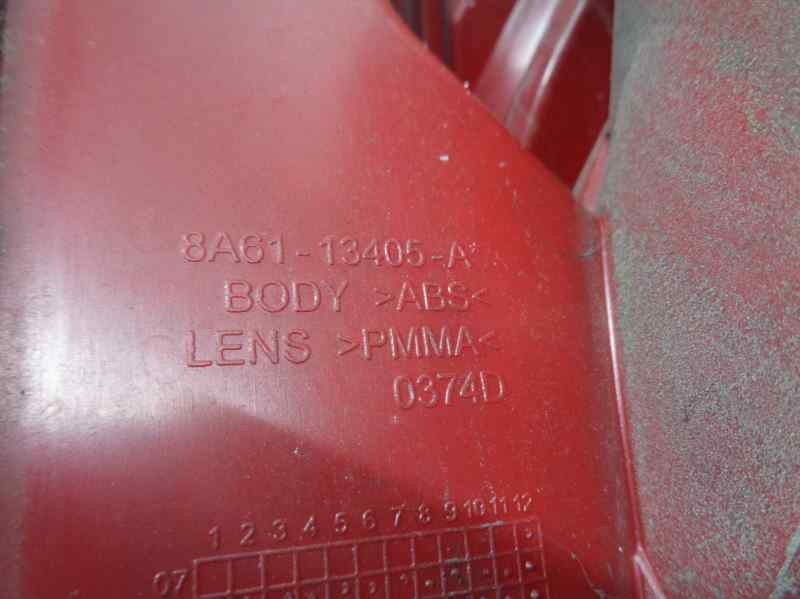 8A61-13405-A*
BODY >ABS<
LENS >PMMA<
0374D
1 2 3 4 5 6 7 8 9 10 11 12
07